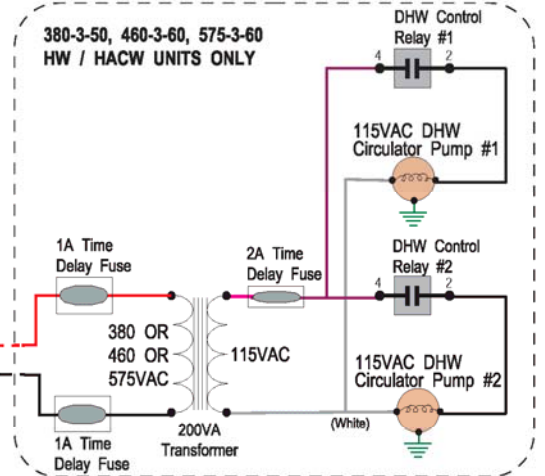 380-3-50, 460-3-60, 575-3-60
HW / HACW UNITS ONLY
DHW Control
Relay #1
4
2
115VAC DHW
Circulator Pump #1
1A Time
Delay Fuse
2A Time
Delay Fuse
DHW Control
Relay #2
4
2
380 OR
460 OR
575VAC
115VAC
115VAC DHW
Circulator Pump #2
(White)
200VA
Transformer
1A Time
Delay Fuse